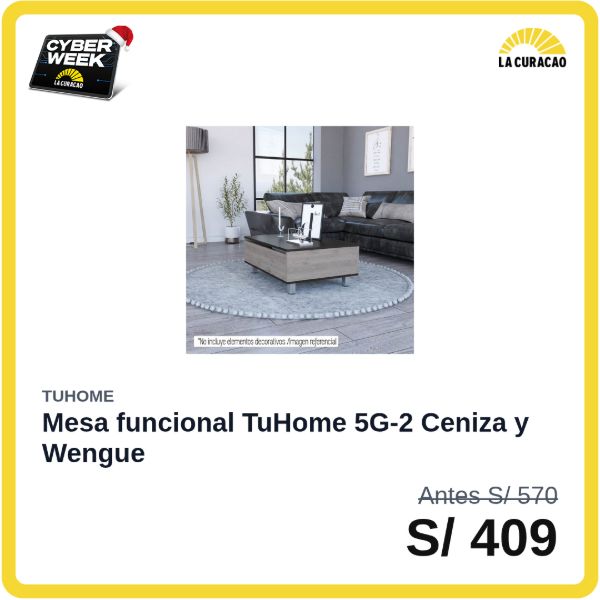 CYBER
WEEK
LA CURACAO
LA CURACAO
*No incluye elementos decorativos /Imagen referencial
TUHOME
Mesa funcional TuHome 5G-2 Ceniza y
Wengue
Antes S/ 570
S/ 409